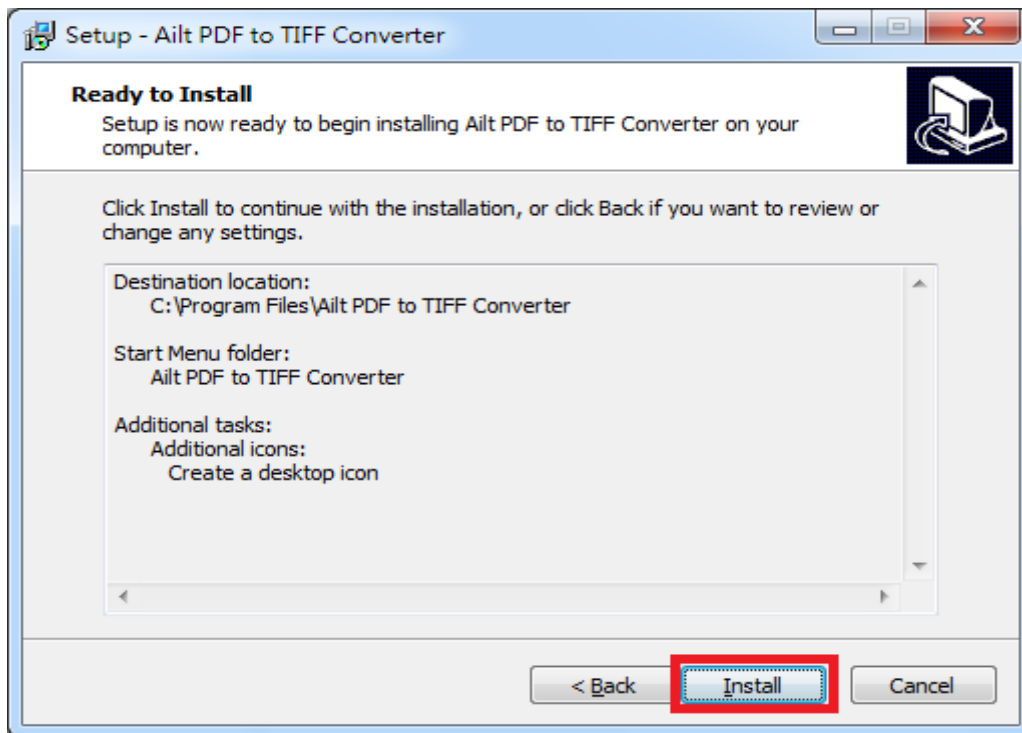 Setup - Ailt PDF to TIFF Converter
Ready to Install
Setup is now ready to begin installing Ailt PDF to TIFF Converter on your
computer.
Click Install to continue with the installation, or click Back if you want to review or
change any settings.
Destination location:
C:\Program Files\Ailt PDF to TIFF Converter
Start Menu folder:
Ailt PDF to TIFF Converter
Additional tasks:
Additional icons:
Create a desktop icon
< Back Install Cancel